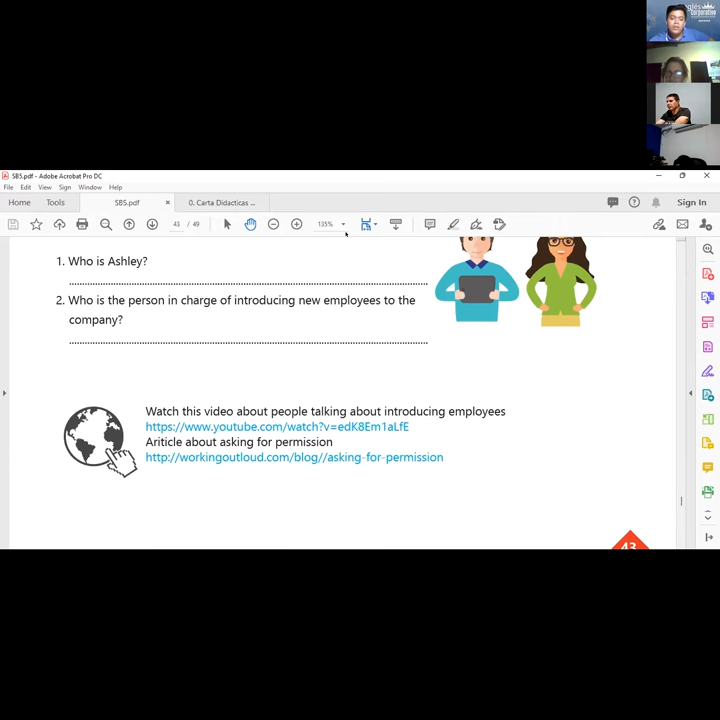 glés
Corporativo
SB5.pdf - Adobe Acrobat Pro DC
File Edit View Sign Window Help
Home Tools SB5.pdf × 0. Carta Didacticas ... Sign In
43 / 49 135%
1. Who is Ashley?
2. Who is the person in charge of introducing new employees to the
company?
Watch this video about people talking about introducing employees
https://www.youtube.com/watch?v=edK8Em1aLfE
Ariticle about asking for permission
http://workingoutloud.com/blog//asking-for-permission
43